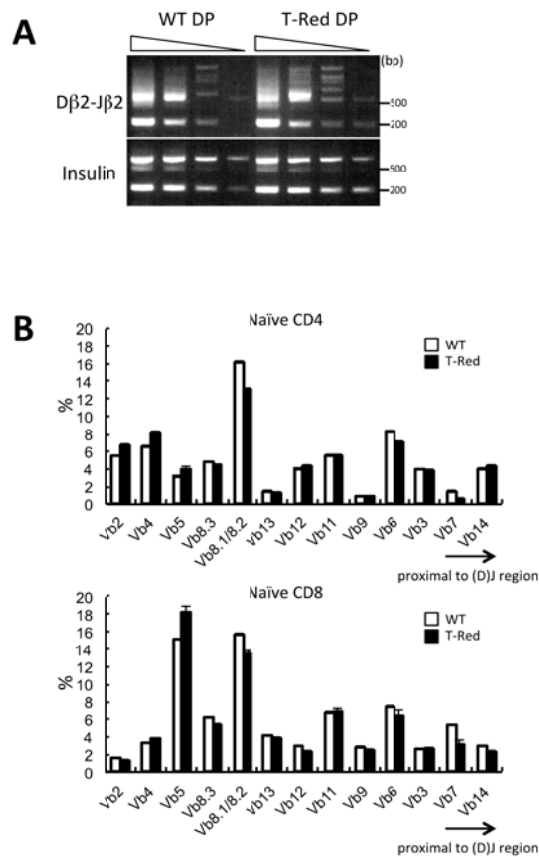 A
WT DP
T-Red DP
(bp)
Dβ2-Jβ2
500
200
Insulin
500
200
B
Naïve CD4
WT
T-Red
%
20
18
16
14
12
10
8
6
4
2
0
Vb2
Vb4
Vb5
Vb8.3
Vb8.1/8.2
Vb13
Vb12
Vb11
Vb9
Vb6
Vb3
Vb7
Vb14
proximal to (D)J region
Naïve CD8
WT
T-Red
%
20
18
16
14
12
10
8
6
4
2
0
Vb2
Vb4
Vb5
Vb8.3
Vb8.1/8.2
Vb13
Vb12
Vb11
Vb9
Vb6
Vb3
Vb7
Vb14
proximal to (D)J region